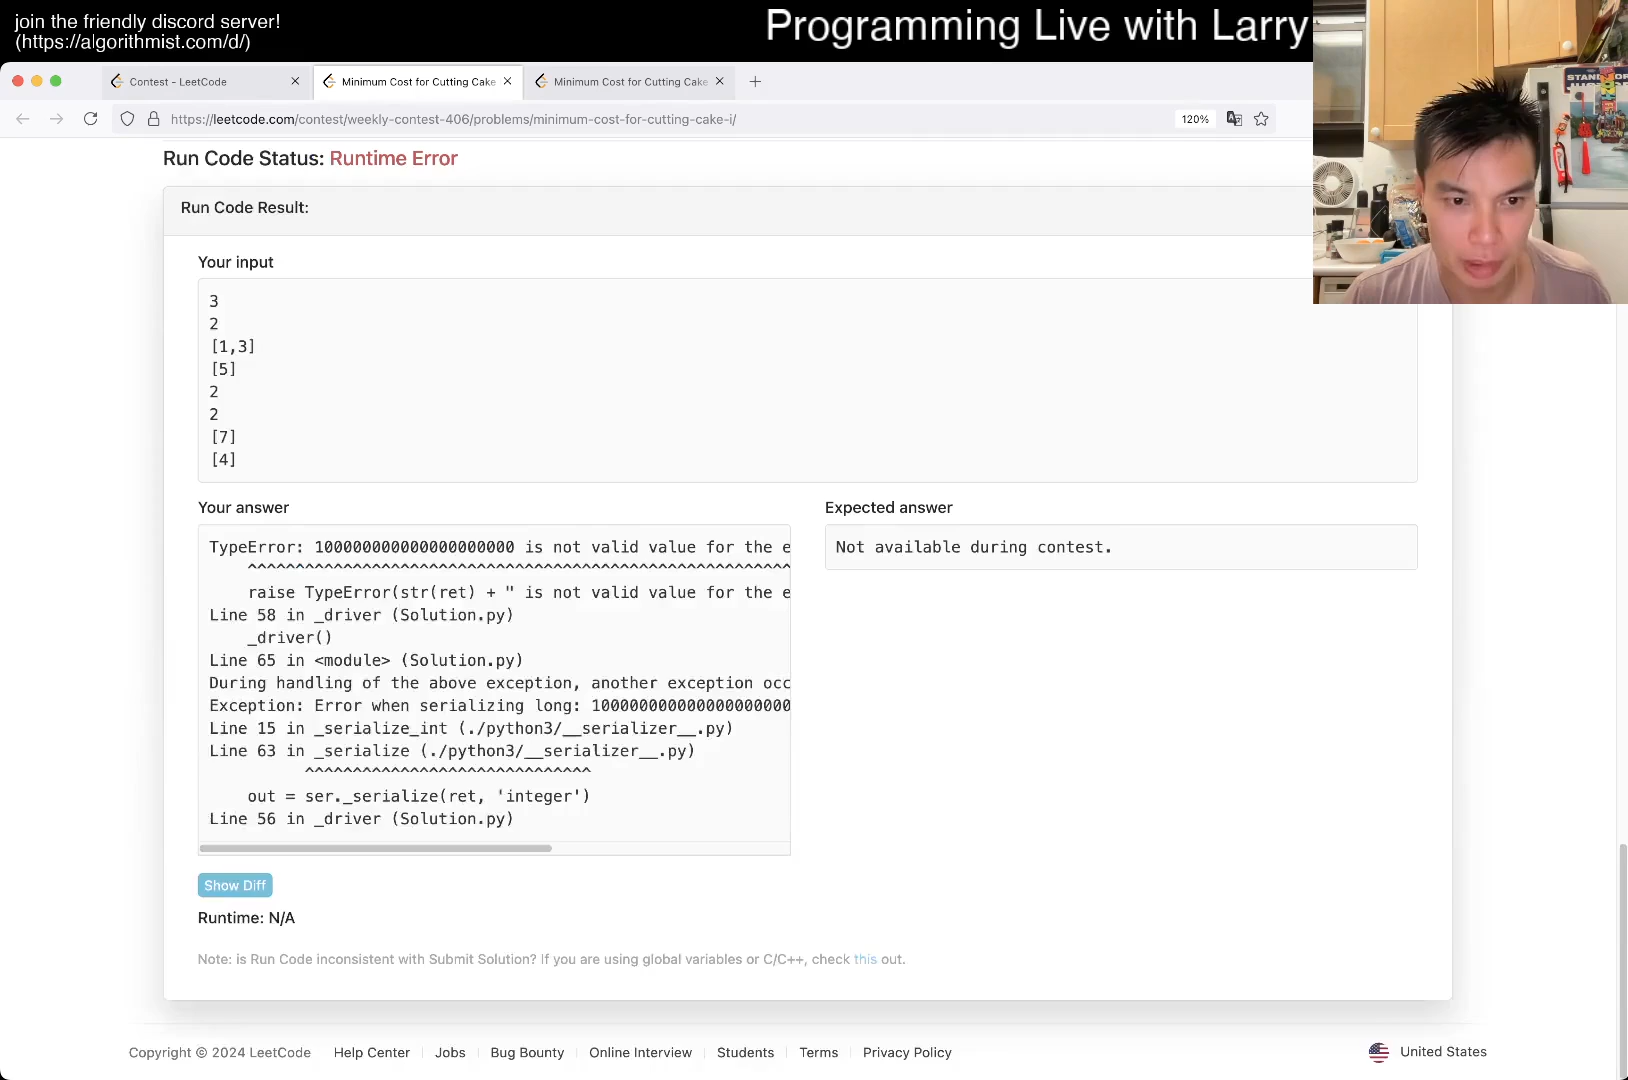 join the friendly discord server!
(https://algorithmist.com/d/)
Programming Live with Larry
Contest - LeetCode
Minimum Cost for Cutting Cake
Minimum Cost for Cutting Cake
https://leetcode.com/contest/weekly-contest-406/problems/minimum-cost-for-cutting-cake-i/
120%
Run Code Status: Runtime Error
Run Code Result:
Your input
3
2
[1,3]
[5]
2
2
[7]
[4]
Your answer
Expected answer
TypeError: 100000000000000000000 is not valid value for the e
^^^^^^^^^^^^^^^^^^^^^^^^^^^^^^^^^^^^^^^^^^^^^^^^^^^^^^^^^
raise TypeError(str(ret) + " is not valid value for the e
Line 58 in _driver (Solution.py)
_driver()
Line 65 in <module> (Solution.py)
During handling of the above exception, another exception occ
Exception: Error when serializing long: 100000000000000000000
Line 15 in _serialize_int (./python3/__serializer__.py)
Line 63 in _serialize (./python3/__serializer__.py)
^^^^^^^^^^^^^^^^^^^^^^^^^^^^^^
out = ser._serialize(ret, 'integer')
Line 56 in _driver (Solution.py)
Not available during contest.
Show Diff
Runtime: N/A
Note: is Run Code inconsistent with Submit Solution? If you are using global variables or C/C++, check this out.
Copyright © 2024 LeetCode
Help Center
Jobs
Bug Bounty
Online Interview
Students
Terms
Privacy Policy
United States